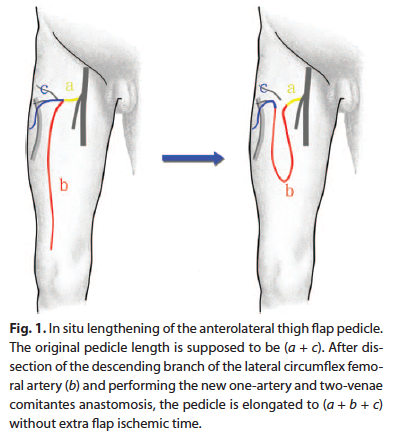 c a
b
c a
b
Fig. 1. In situ lengthening of the anterolateral thigh flap pedicle.
The original pedicle length is supposed to be (a + c). After dis-
section of the descending branch of the lateral circumflex femo-
ral artery (b) and performing the new one-artery and two-venae
comitantes anastomosis, the pedicle is elongated to (a + b + c)
without extra flap ischemic time.